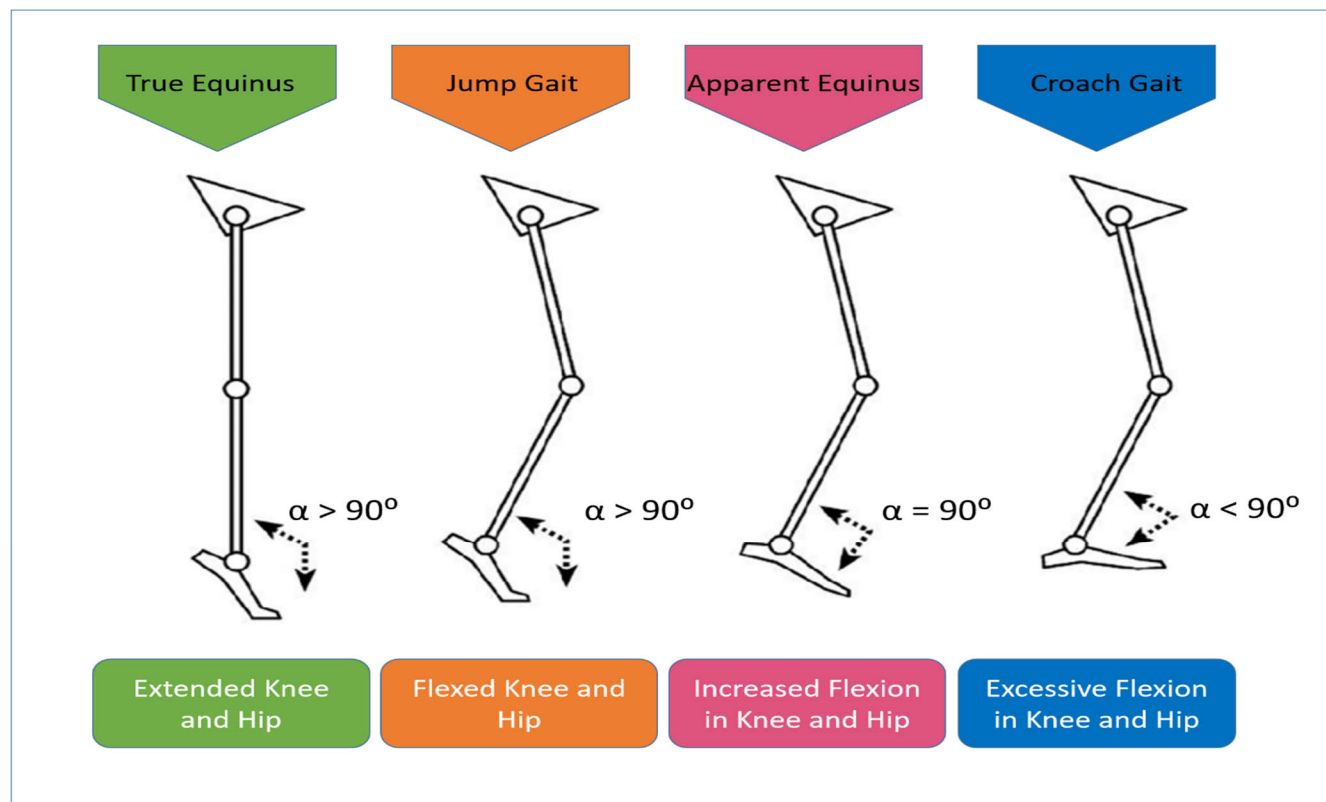 True Equinus
Jump Gait
Apparent Equinus
Croach Gait
α > 90º
α > 90º
α = 90º
α < 90º
Extended Knee
and Hip
Flexed Knee and
Hip
Increased Flexion
in Knee and Hip
Excessive Flexion
in Knee and Hip